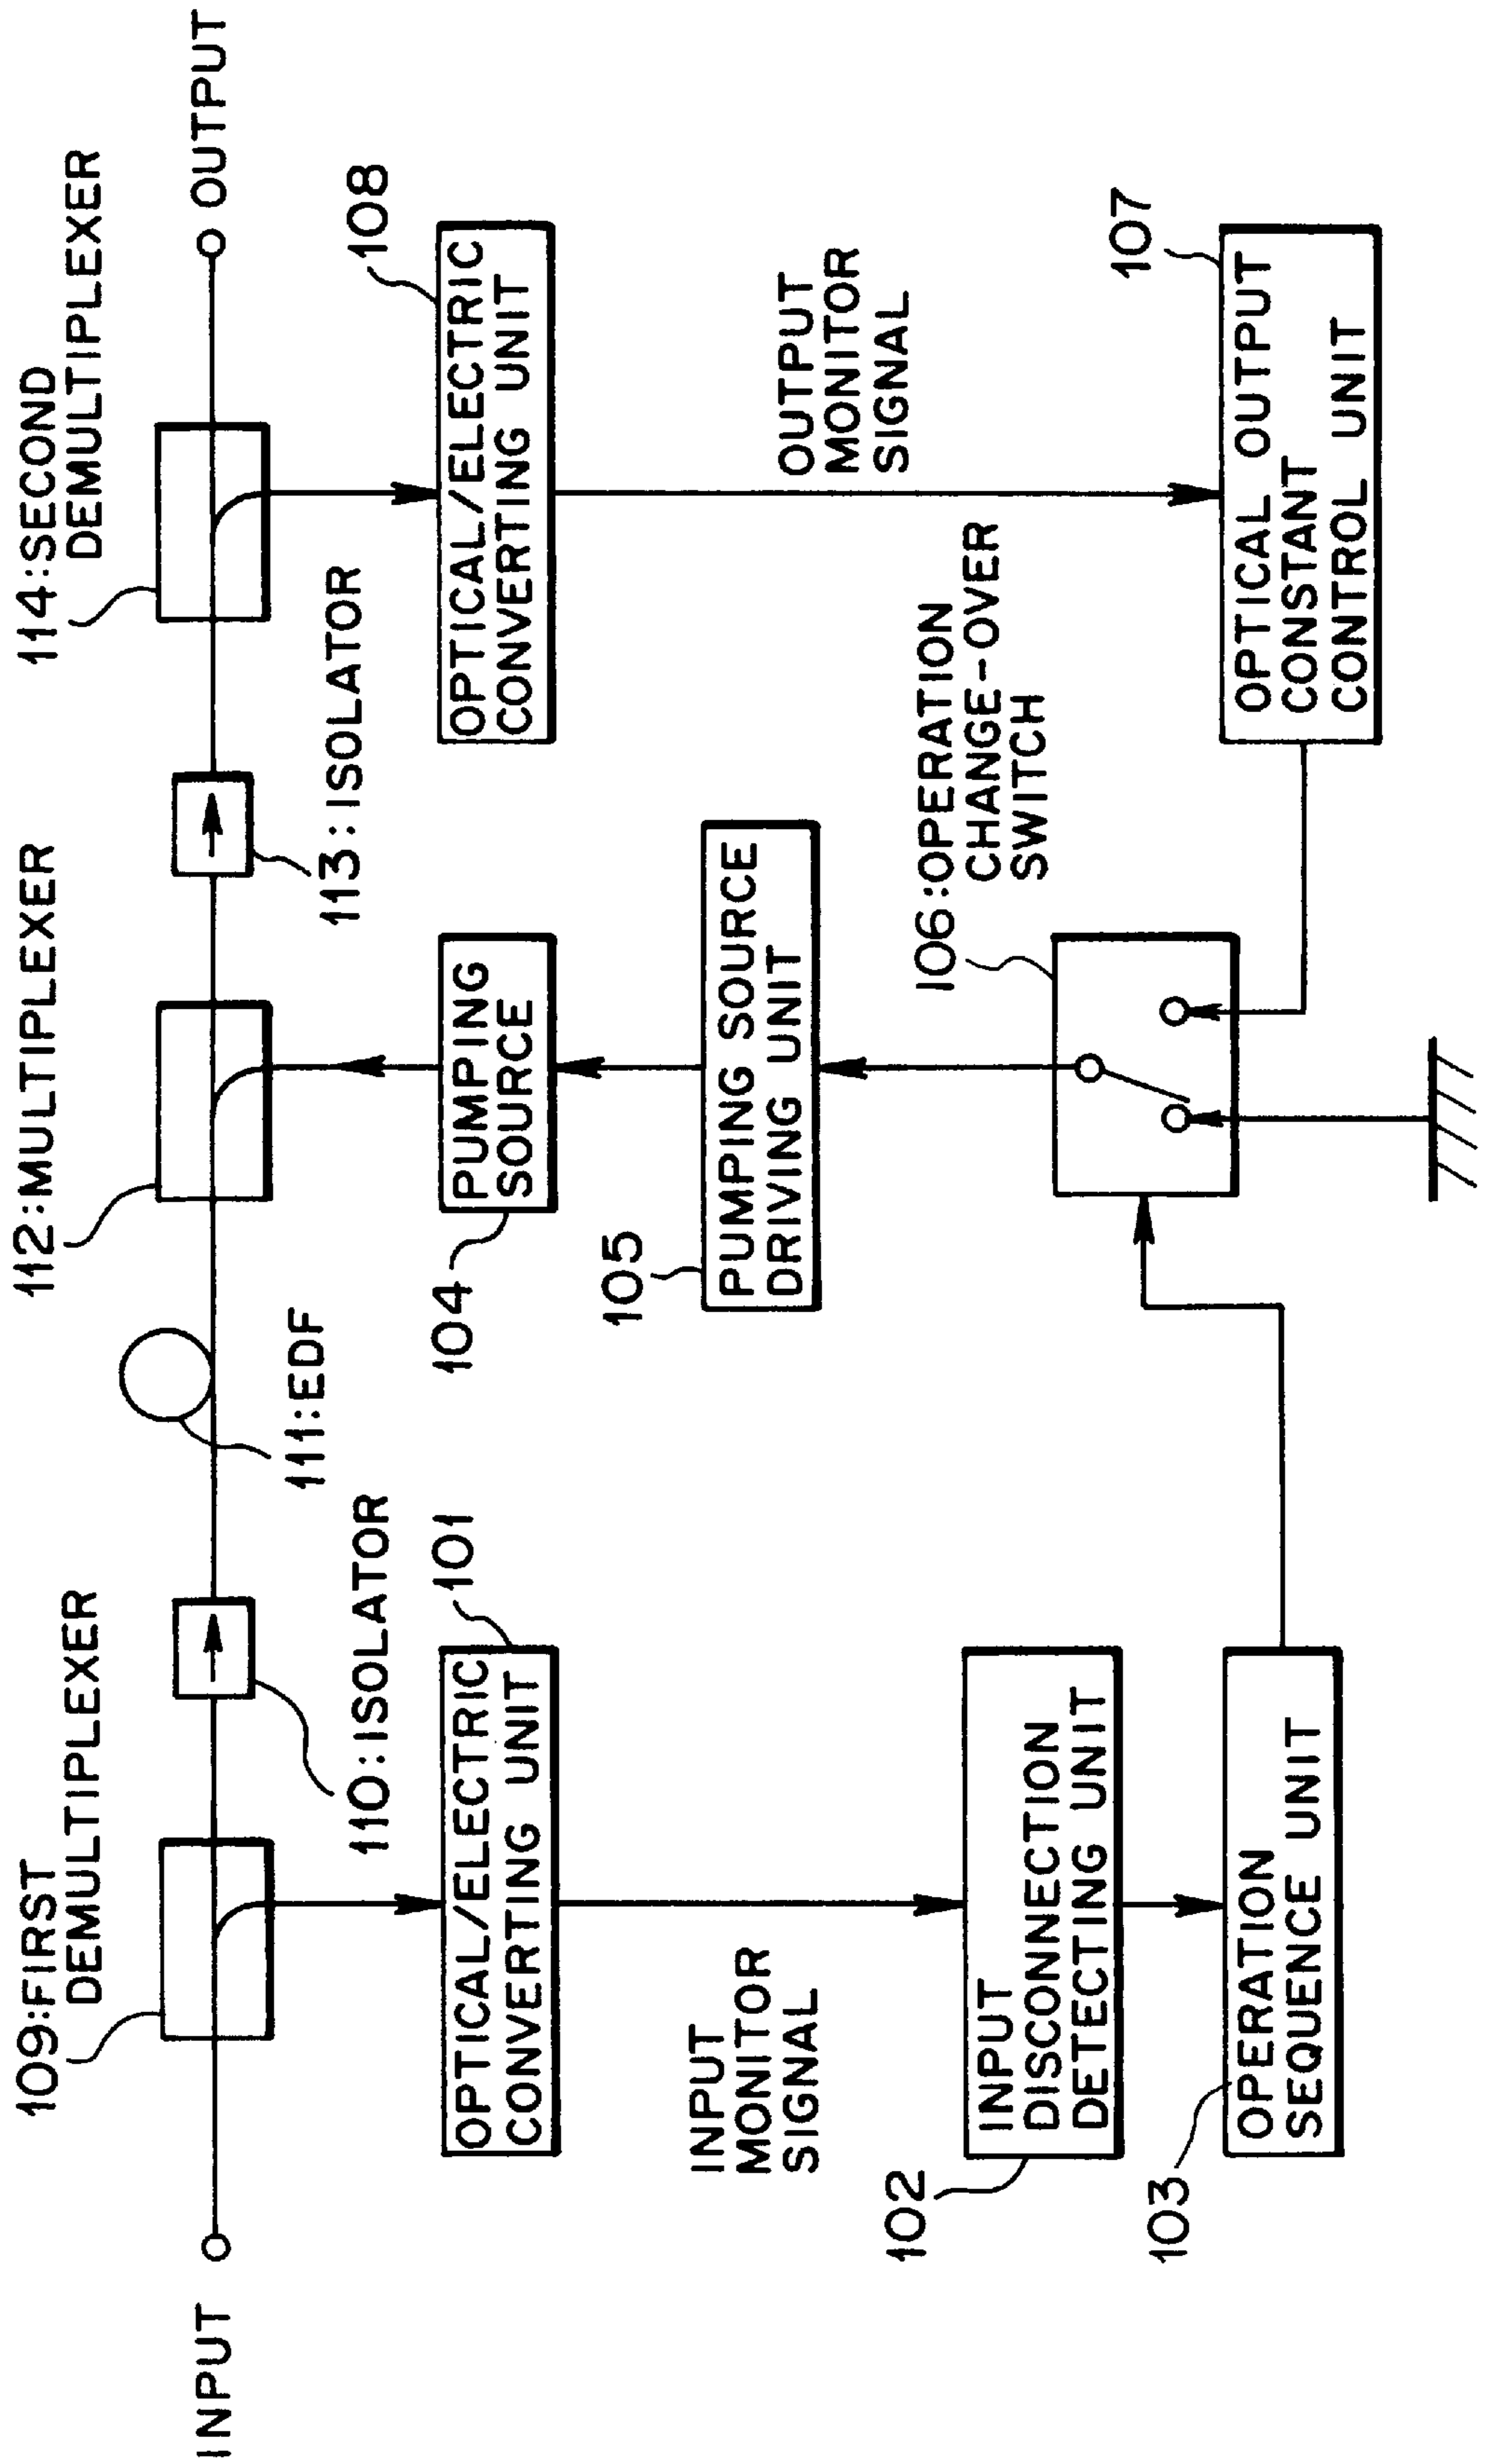 109:FIRST
DEMULTIPLEXER
112:MULTIPLEXER
114:SECOND
DEMULTIPLEXER
INPUT
OUTPUT
110:ISOLATOR
111:EDF
113:ISOLATOR
101
OPTICAL/ELECTRIC
CONVERTING UNIT
104
PUMPING
SOURCE
108
OPTICAL/ELECTRIC
CONVERTING UNIT
105
PUMPING SOURCE
DRIVING UNIT
INPUT
MONITOR
SIGNAL
OUTPUT
MONITOR
SIGNAL
102
INPUT
DISCONNECTION
DETECTING UNIT
106:OPERATION
CHANGE-OVER
SWITCH
103
OPERATION
SEQUENCE UNIT
107
OPTICAL OUTPUT
CONSTANT
CONTROL UNIT